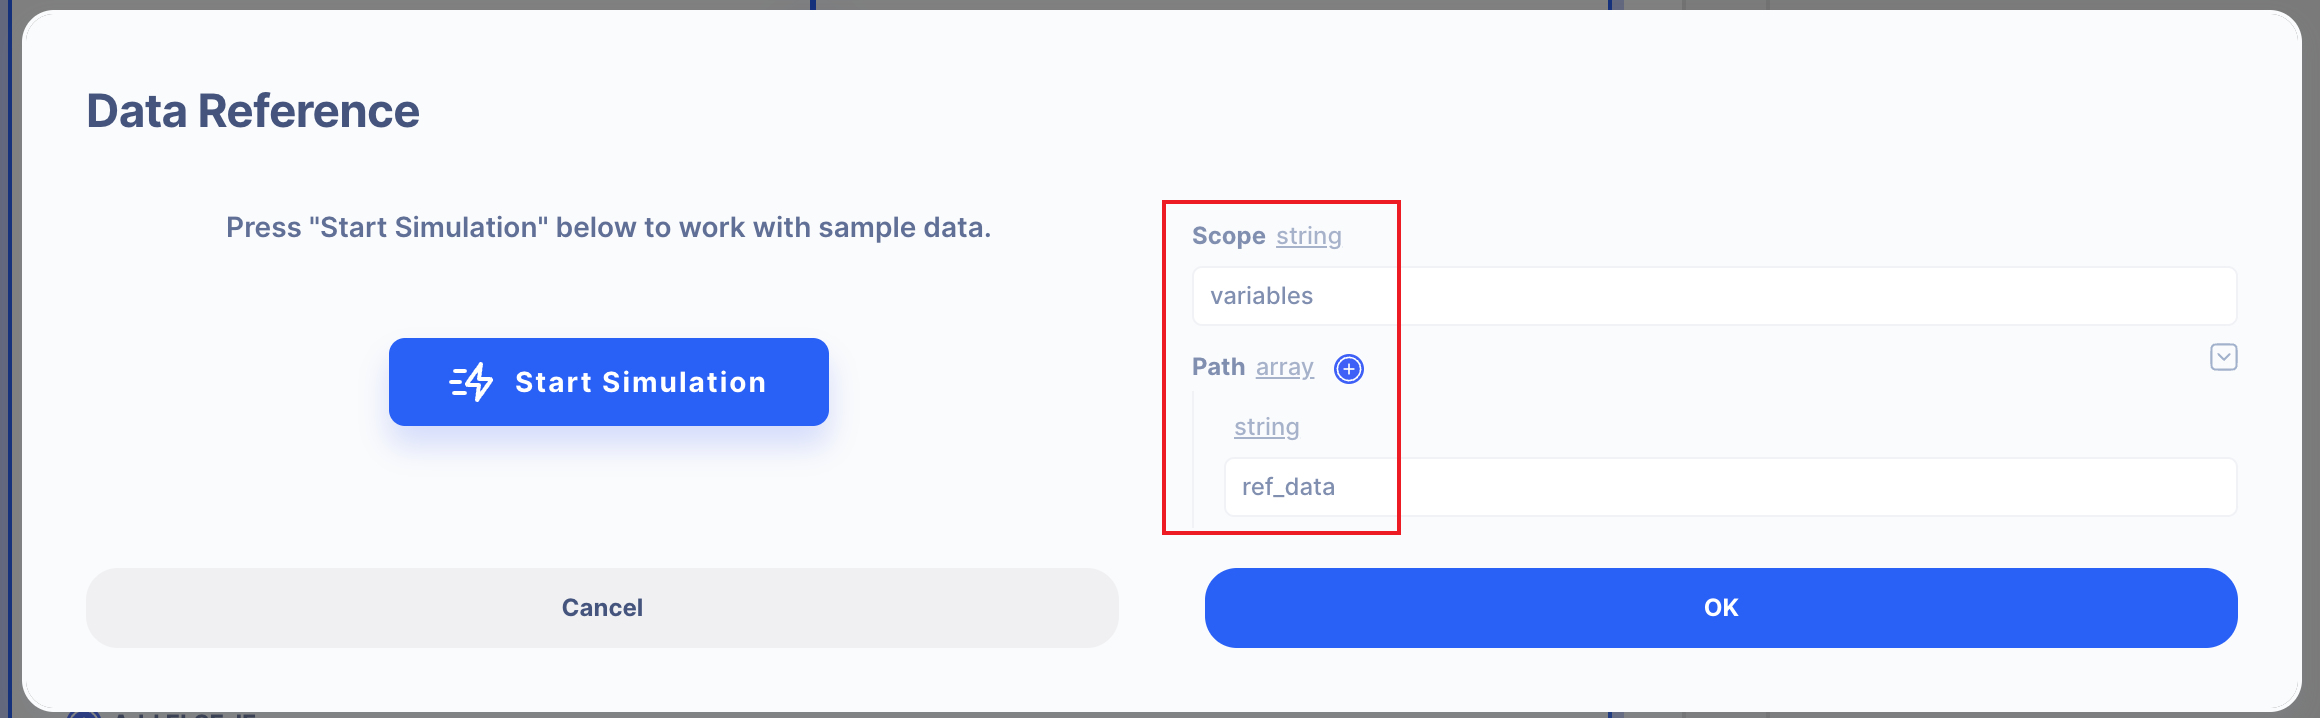 Data Reference
Press "Start Simulation" below to work with sample data.
Start Simulation
Scope string
variables
Path array
string
ref_data
Cancel
OK